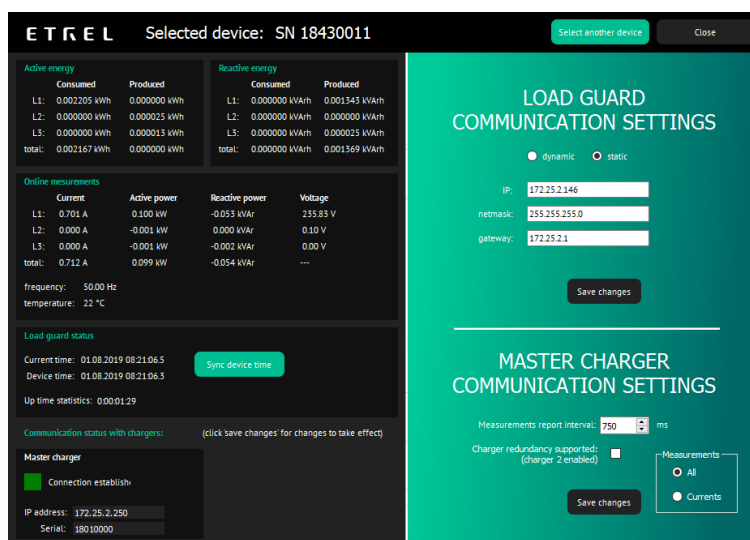 ETREL Selected device: SN 18430011 Select another device Close
Active energy
Consumed Produced
L1: 0.002205 kWh 0.000000 kWh
L2: 0.000000 kWh 0.000025 kWh
L3: 0.000000 kWh 0.000013 kWh
total: 0.002167 kWh 0.000000 kWh
Reactive energy
Consumed Produced
L1: 0.000000 kVArh 0.001343 kVArh
L2: 0.000000 kVArh 0.000000 kVArh
L3: 0.000000 kVArh 0.000025 kVArh
total: 0.000000 kVArh 0.001369 kVArh
Online mesurements
Current Active power Reactive power Voltage
L1: 0.701 A 0.100 kW -0.053 kVAr 235.83 V
L2: 0.000 A -0.001 kW 0.000 kVAr 0.10 V
L3: 0.000 A -0.001 kW -0.002 kVAr 0.00 V
total: 0.712 A 0.099 kW -0.054 kVAr ---
frequency: 50.00 Hz
temperature: 22 °C
Load guard status
Current time: 01.08.2019 08:21:06.5
Device time: 01.08.2019 08:21:06.3
Sync device time
Up time statistics: 0:00:01:29
Communication status with chargers: (click 'save changes' for changes to take effect)
Master charger
Connection establish
IP address: 172.25.2.250
Serial: 18010000
LOAD GUARD
COMMUNICATION SETTINGS
dynamic static
IP: 172.25.2.146
netmask: 255.255.255.0
gateway: 172.25.2.1
Save changes
MASTER CHARGER
COMMUNICATION SETTINGS
Measurements report interval: 750 ms
Charger redundancy supported:
(charger 2 enabled)
Measurements
All
Currents
Save changes